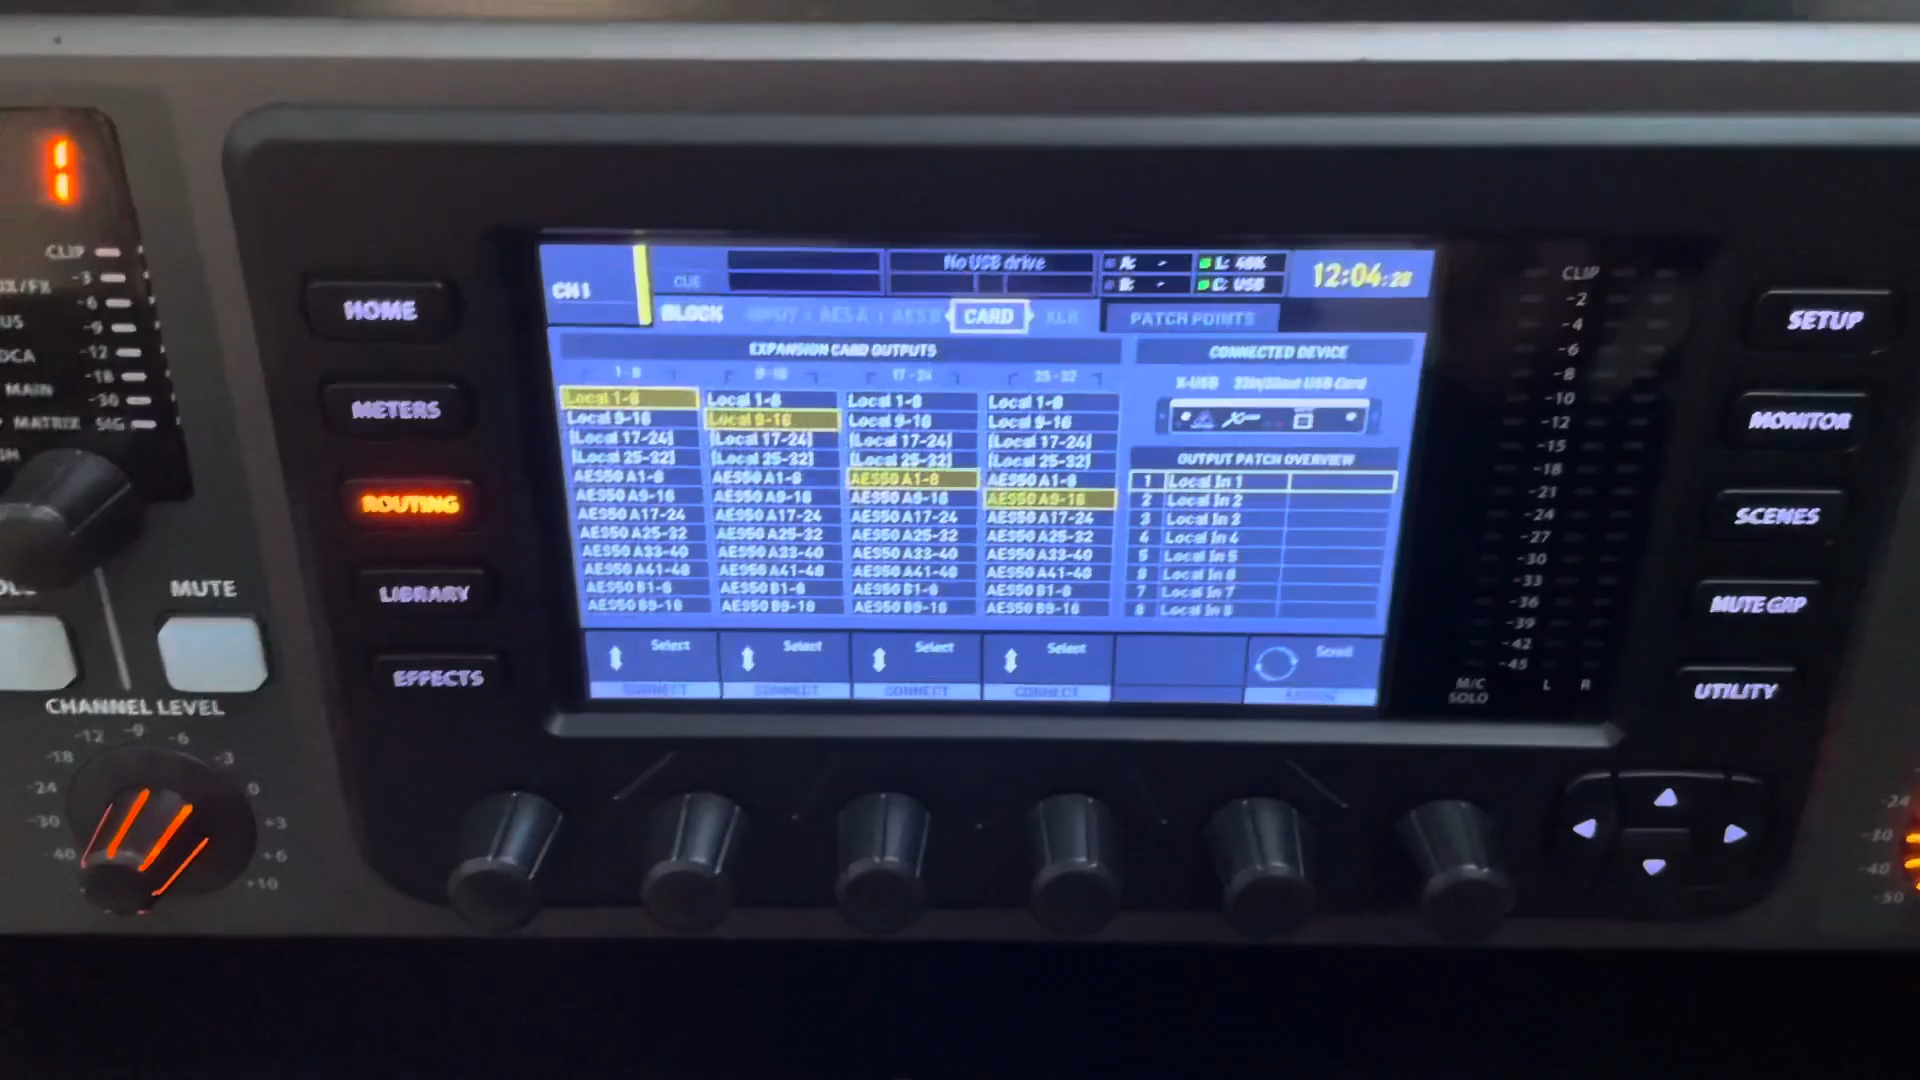 1
CLIP
-3
-6
-9
-12
-18
-30
SIG
US
DCA
MAIN
MATRIX
MUTE
CHANNEL LEVEL
-12 -9 -6
-18 -3
-24 0
-30 +3
-40 +6
+10
HOME
METERS
ROUTING
LIBRARY
EFFECTS
CH1
CUE
No USB drive
A: -
B: -
L: 48K
C: USB
12:04:28
BLOCK INPUT AES A AES B CARD XLR
PATCH POINTS
EXPANSION CARD OUTPUTS
1-8 9-16 17-24 25-32
Local 1-8 Local 1-8 Local 1-8 Local 1-8
Local 9-16 Local 9-16 Local 9-16 Local 9-16
[Local 17-24] [Local 17-24] [Local 17-24] [Local 17-24]
[Local 25-32] [Local 25-32] [Local 25-32] [Local 25-32]
AES50 A1-8 AES50 A1-8 AES50 A1-8 AES50 A1-8
AES50 A9-16 AES50 A9-16 AES50 A9-16 AES50 A9-16
AES50 A17-24 AES50 A17-24 AES50 A17-24 AES50 A17-24
AES50 A25-32 AES50 A25-32 AES50 A25-32 AES50 A25-32
AES50 A33-40 AES50 A33-40 AES50 A33-40 AES50 A33-40
AES50 A41-48 AES50 A41-48 AES50 A41-48 AES50 A41-48
AES50 B1-8 AES50 B1-8 AES50 B1-8 AES50 B1-8
AES50 B9-16 AES50 B9-16 AES50 B9-16 AES50 B9-16
CONNECTED DEVICE
X-USB 32in/32out USB Card
OUTPUT PATCH OVERVIEW
1 Local In 1
2 Local In 2
3 Local In 3
4 Local In 4
5 Local In 5
6 Local In 6
7 Local In 7
8 Local In 8
Select Select Select Select Scroll
CONNECT CONNECT CONNECT CONNECT
CLIP
-2
-4
-6
-8
-10
-12
-15
-18
-21
-24
-27
-30
-33
-36
-39
-42
-45
M/C
SOLO
L R
SETUP
MONITOR
SCENES
MUTE GRP
UTILITY
-24
-30
-40
-50